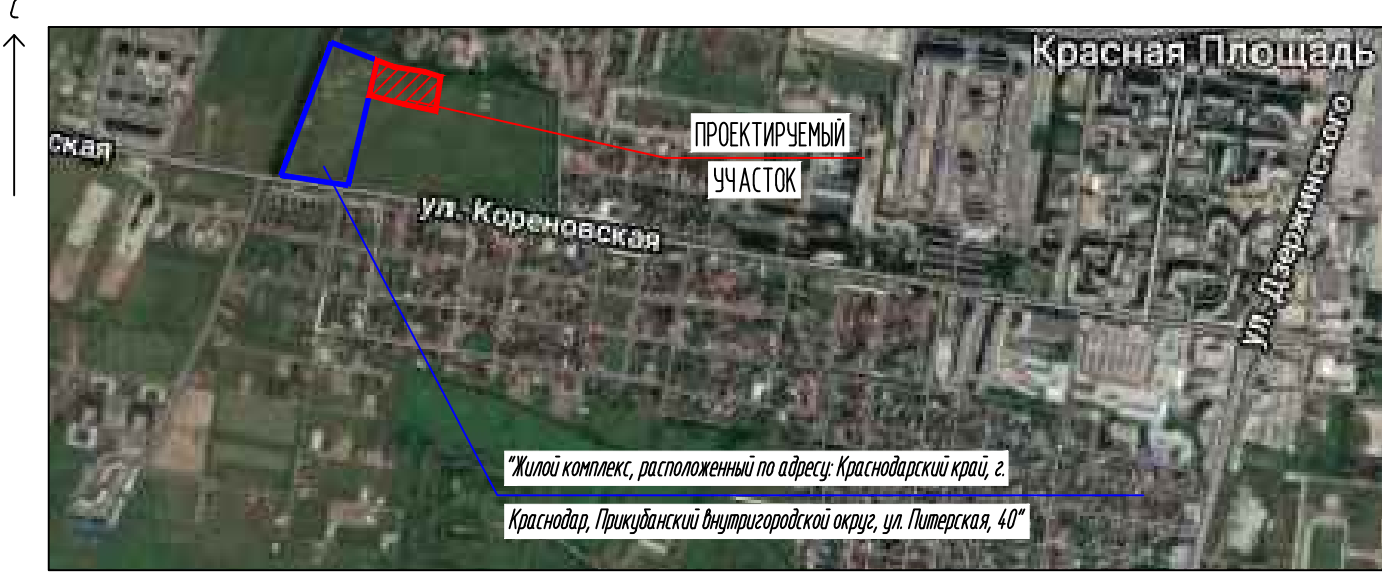 С
Красная Площадь
ская
ПРОЕКТИРУЕМЫЙ
УЧАСТОК
ул. Кореновская
ул. Дзержинского
"Жилой комплекс, расположенный по адресу: Краснодарский край, г.
Краснодар, Прикубанский внутригородской округ, ул. Питерская, 40"